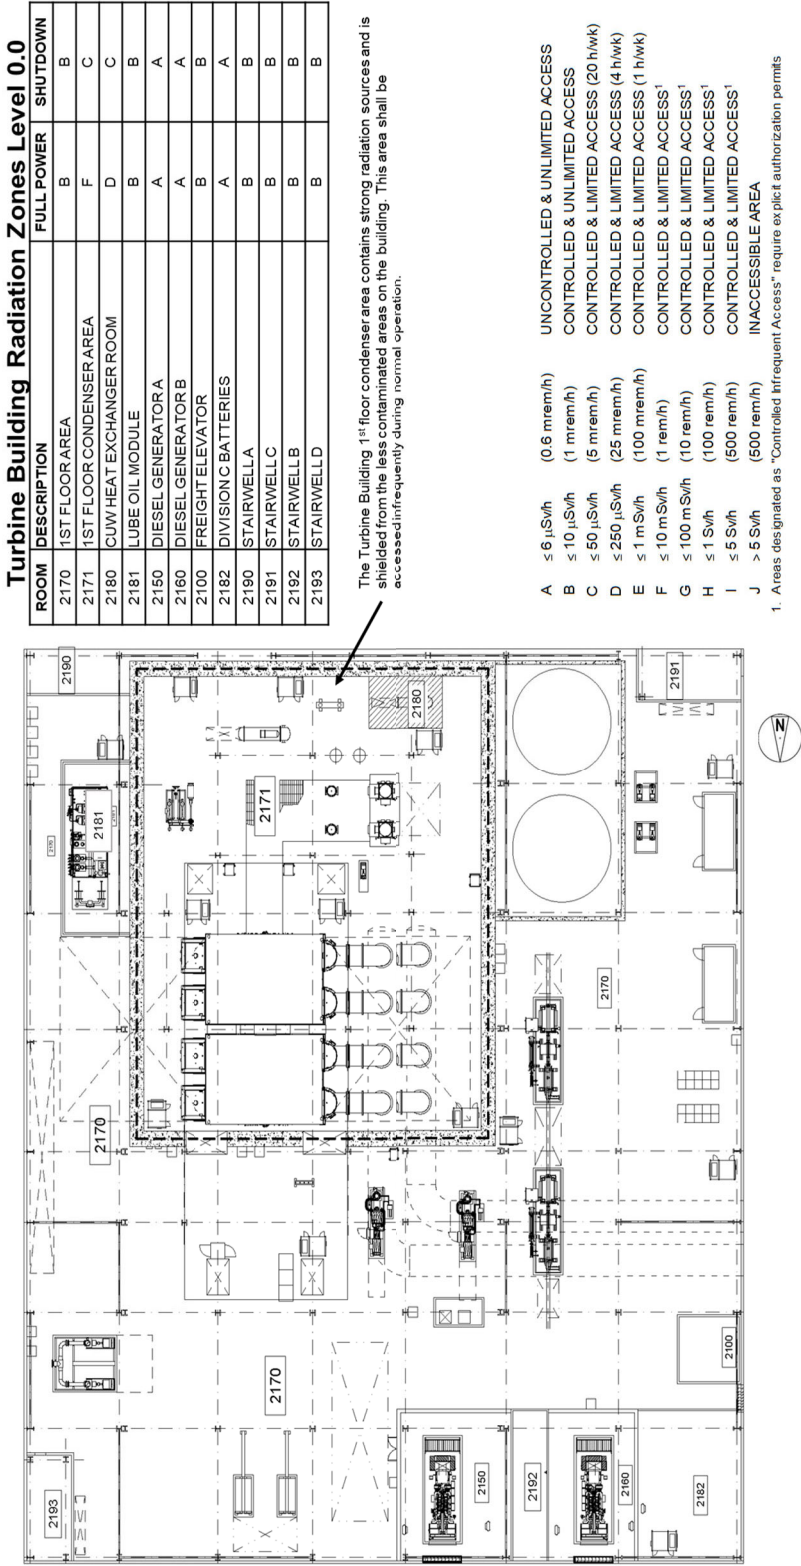 Turbine Building Radiation Zones Level 0.0
ROOM DESCRIPTION FULL POWER SHUTDOWN
2170 1ST FLOOR AREA B B
2171 1ST FLOOR CONDENSER AREA F C
2180 CUW HEAT EXCHANGER ROOM D C
2181 LUBE OIL MODULE B B
2150 DIESEL GENERATOR A A A
2160 DIESEL GENERATOR B A A
2100 FREIGHT ELEVATOR B B
2182 DIVISION C BATTERIES A A
2190 STAIRWELL A B B
2191 STAIRWELL C B B
2192 STAIRWELL B B B
2193 STAIRWELL D B B
The Turbine Building 1st floor condenser area contains strong radiation sources and is
shielded from the less contaminated areas on the building. This area shall be
accessed infrequently during normal operation.
A ≤ 6 µSv/h (0.6 mrem/h) UNCONTROLLED & UNLIMITED ACCESS
B ≤ 10 µSv/h (1 mrem/h) CONTROLLED & UNLIMITED ACCESS
C ≤ 50 µSv/h (5 mrem/h) CONTROLLED & LIMITED ACCESS (20 h/wk)
D ≤ 250 µSv/h (25 mrem/h) CONTROLLED & LIMITED ACCESS (4 h/wk)
E ≤ 1 mSv/h (100 mrem/h) CONTROLLED & LIMITED ACCESS (1 h/wk)
F ≤ 10 mSv/h (1 rem/h) CONTROLLED & LIMITED ACCESS¹
G ≤ 100 mSv/h (10 rem/h) CONTROLLED & LIMITED ACCESS¹
H ≤ 1 Sv/h (100 rem/h) CONTROLLED & LIMITED ACCESS¹
I ≤ 5 Sv/h (500 rem/h) CONTROLLED & LIMITED ACCESS¹
J > 5 Sv/h (500 rem/h) INACCESSIBLE AREA
1. Areas designated as "Controlled Infrequent Access" require explicit authorization permits
2193
2170
2190
2170
2181
2170
2171
2180
2150
2192
2160
2182
2100
2170
2191
N